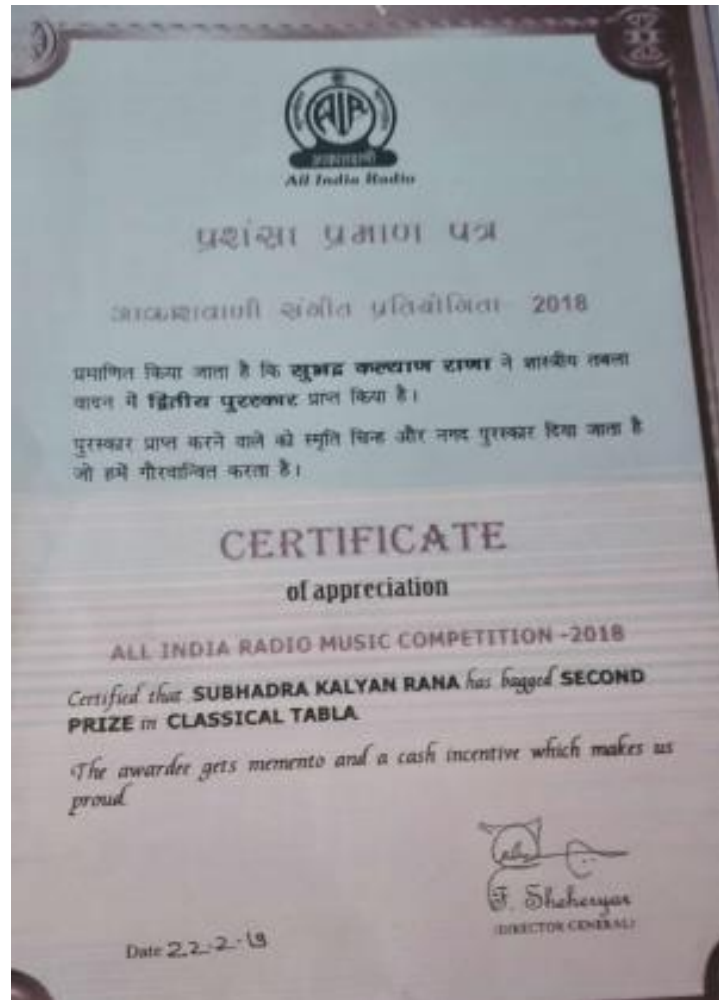 AIR
आकाशवाणी
All India Radio
प्रशंसा प्रमाण पत्र
आकाशवाणी संगीत प्रतियोगिता 2018
प्रमाणित किया जाता है कि सुभद्र कल्याण राणा ने शास्त्रीय तबला
वादन में द्वितीय पुरस्कार प्राप्त किया है।
पुरस्कार प्राप्त करने वाले को स्मृति चिन्ह और नगद पुरस्कार दिया जाता है
जो हमें गौरवान्वित करता है।
CERTIFICATE
of appreciation
ALL INDIA RADIO MUSIC COMPETITION -2018
Certified that SUBHADRA KALYAN RANA has bagged SECOND
PRIZE in CLASSICAL TABLA
The awardee gets memento and a cash incentive which makes us
proud
F. Sheheryar
(DIRECTOR GENERAL)
Date 22-2-19